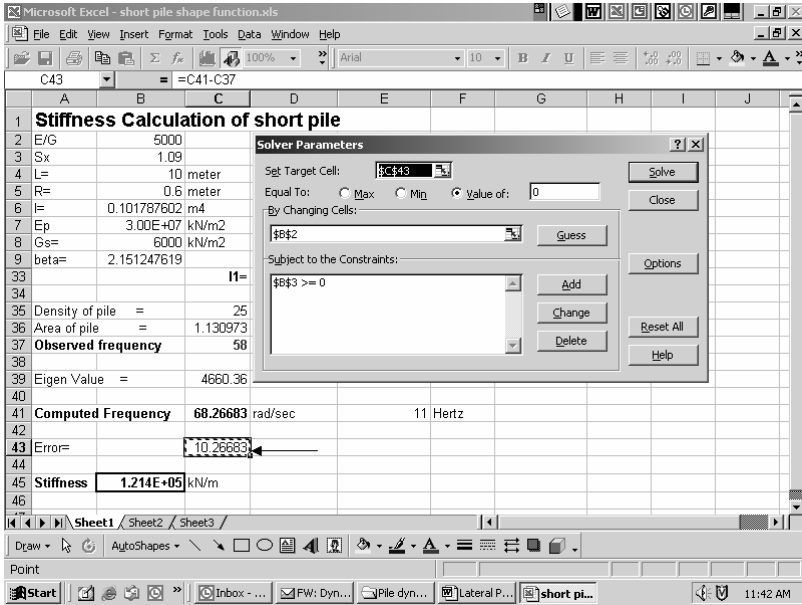 Microsoft Excel - short pile shape function.xls
File Edit View Insert Format Tools Data Window Help
100% Arial 10 B I U
C43 = =C41-C37
A B C D E F G H I J
1 Stiffness Calculation of short pile
2 E/G 5000
3 Sx 1.09
4 L= 10 meter
5 R= 0.6 meter
6 I= 0.101787602 m4
7 Ep 3.00E+07 kN/m2
8 Gs= 6000 kN/m2
9 beta= 2.151247619
33 I1=
34
35 Density of pile = 25
36 Area of pile = 1.130973
37 Observed frequency 58
38
39 Eigen Value = 4660.36
40
41 Computed Frequency 68.26683 rad/sec 11 Hertz
42
43 Error= 10.26683
44
45 Stiffness 1.214E+05 kN/m
46
Solver Parameters
Set Target Cell: $C$43 Solve
Equal To: Max Min Value of: 0 Close
By Changing Cells:
$B$2 Guess
Subject to the Constraints: Options
$B$3 >= 0 Add
Change
Reset All
Delete
Help
Sheet1 Sheet2 Sheet3
Draw AutoShapes
Point
Start Inbox - ... FW: Dyn... Pile dyn... Lateral P... short pi... 11:42 AM